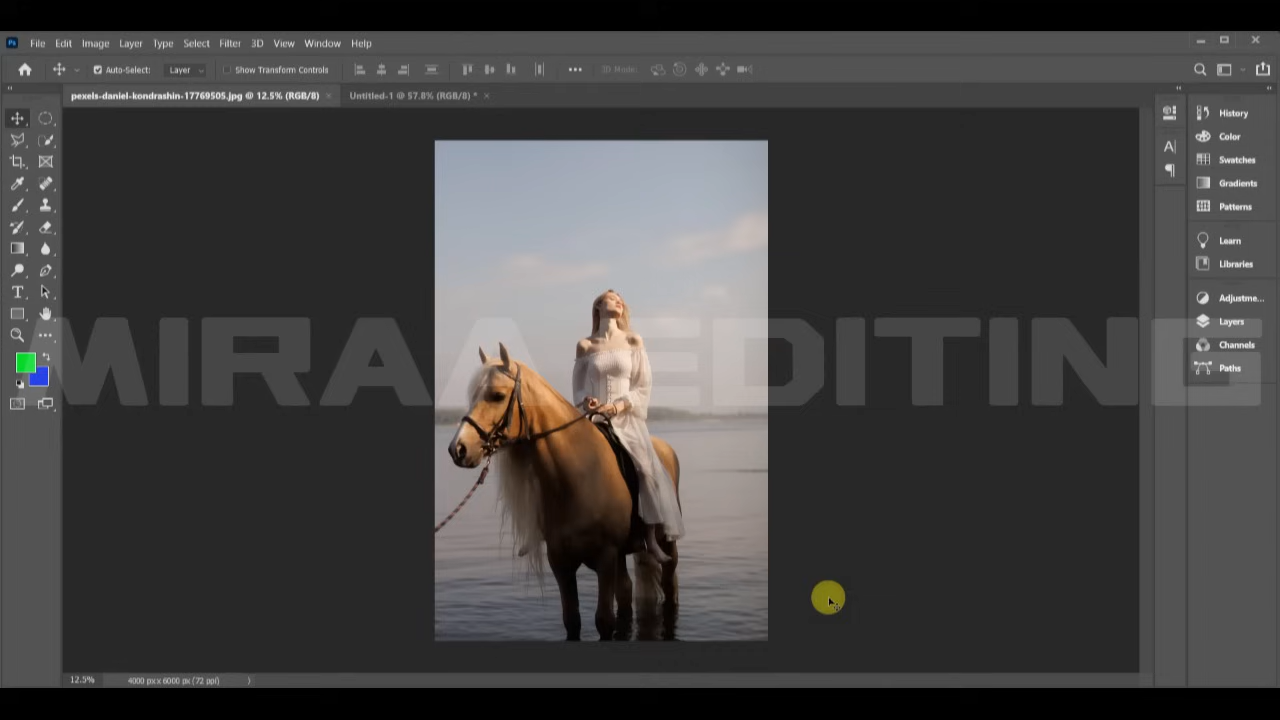 File Edit Image Layer Type Select Filter 3D View Window Help
Auto-Select: Layer Show Transform Controls 3D Mode:
pexels-daniel-kondrashin-17769505.jpg @ 12.5% (RGB/8) × Untitled-1 @ 57.8% (RGB/8) * ×
History
Color
Swatches
Gradients
Patterns
Learn
Libraries
Adjustme...
Layers
Channels
Paths
MIRAA EDITING
12.5% 4000 px x 6000 px (72 ppi)